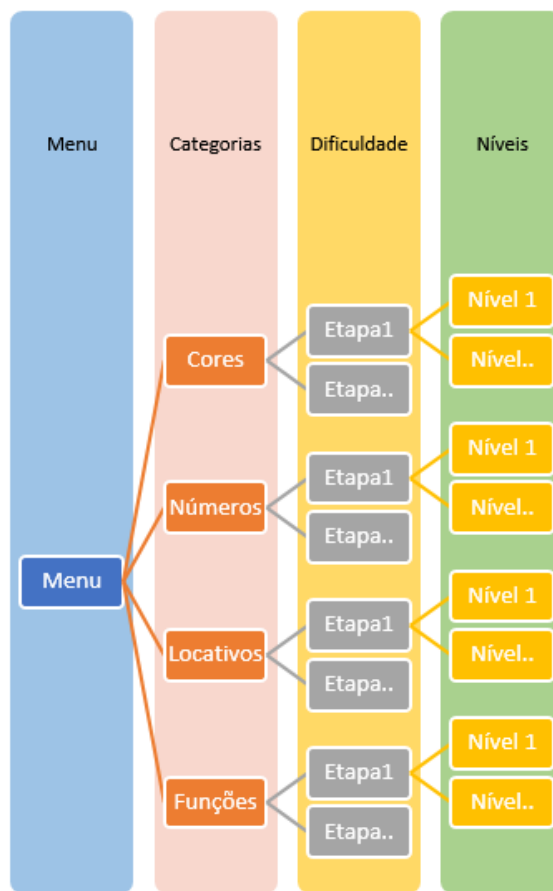 Menu
Categorias
Dificuldade
Níveis
Menu
Cores
Etapa1
Nível 1
Nível..
Etapa..
Números
Etapa1
Nível 1
Nível..
Etapa..
Locativos
Etapa1
Nível 1
Nível..
Etapa..
Funções
Etapa1
Nível 1
Nível..
Etapa..